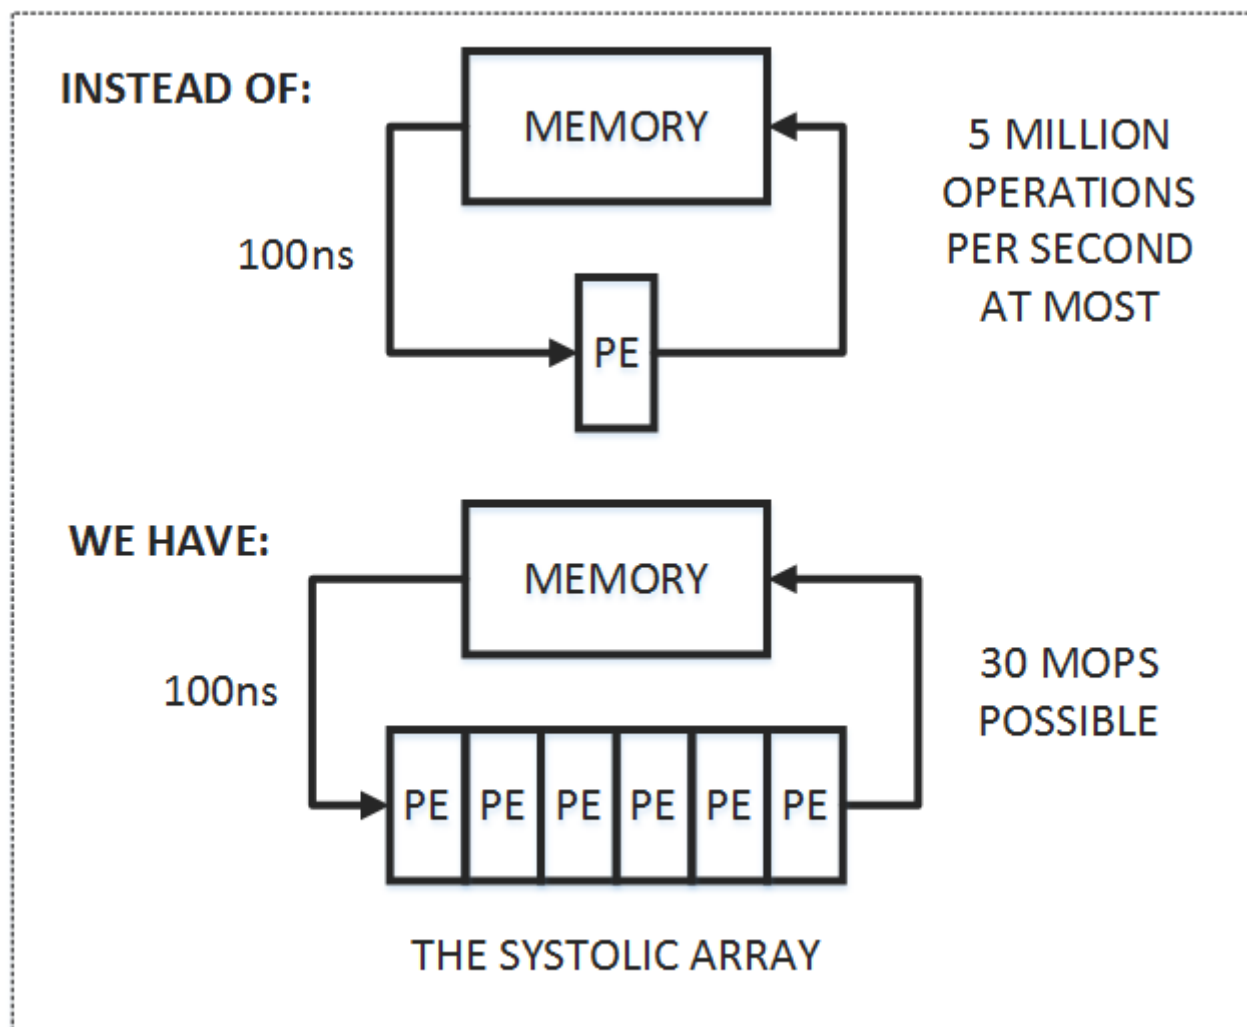 INSTEAD OF:
MEMORY
5 MILLION
OPERATIONS
PER SECOND
AT MOST
100ns
PE
WE HAVE:
MEMORY
100ns
30 MOPS
POSSIBLE
PE PE PE PE PE PE
THE SYSTOLIC ARRAY